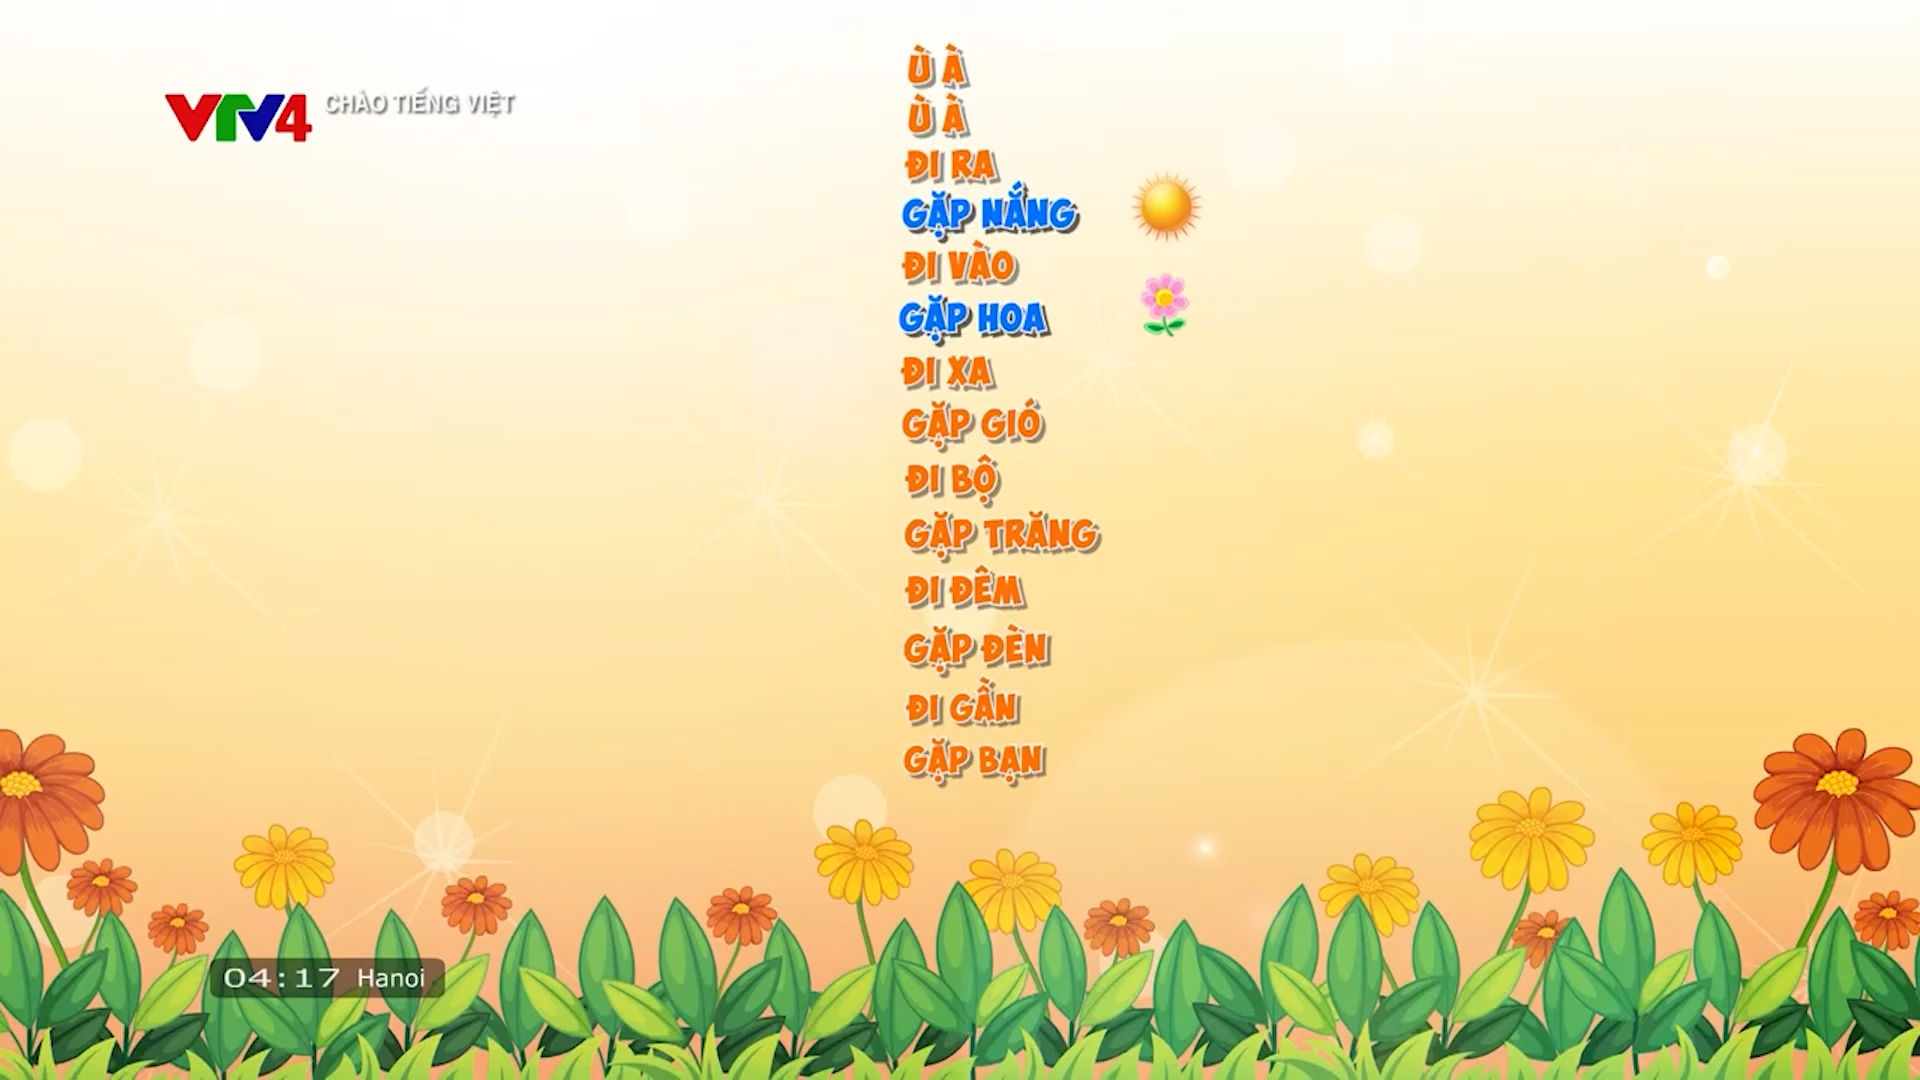 VTV4 CHÀO TIẾNG VIỆT
Ù À
Ù À
ĐI RA
GẶP NẮNG
ĐI VÀO
GẶP HOA
ĐI XA
GẶP GIÓ
ĐI BỘ
GẶP TRĂNG
ĐI ĐÊM
GẶP ĐÈN
ĐI GẦN
GẶP BẠN
04:17 Hanoi